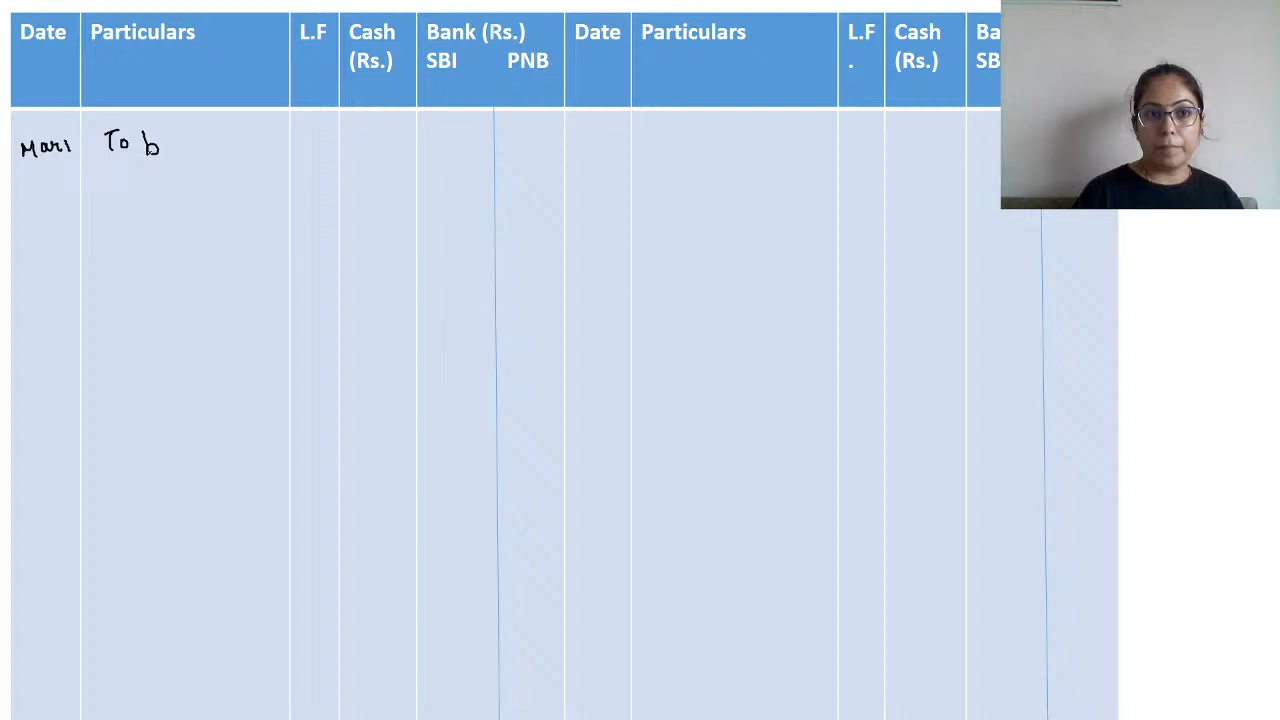 Date Particulars L.F Cash (Rs.) Bank (Rs.) SBI PNB Date Particulars L.F . Cash (Rs.) Ba SB
Mar1 To b